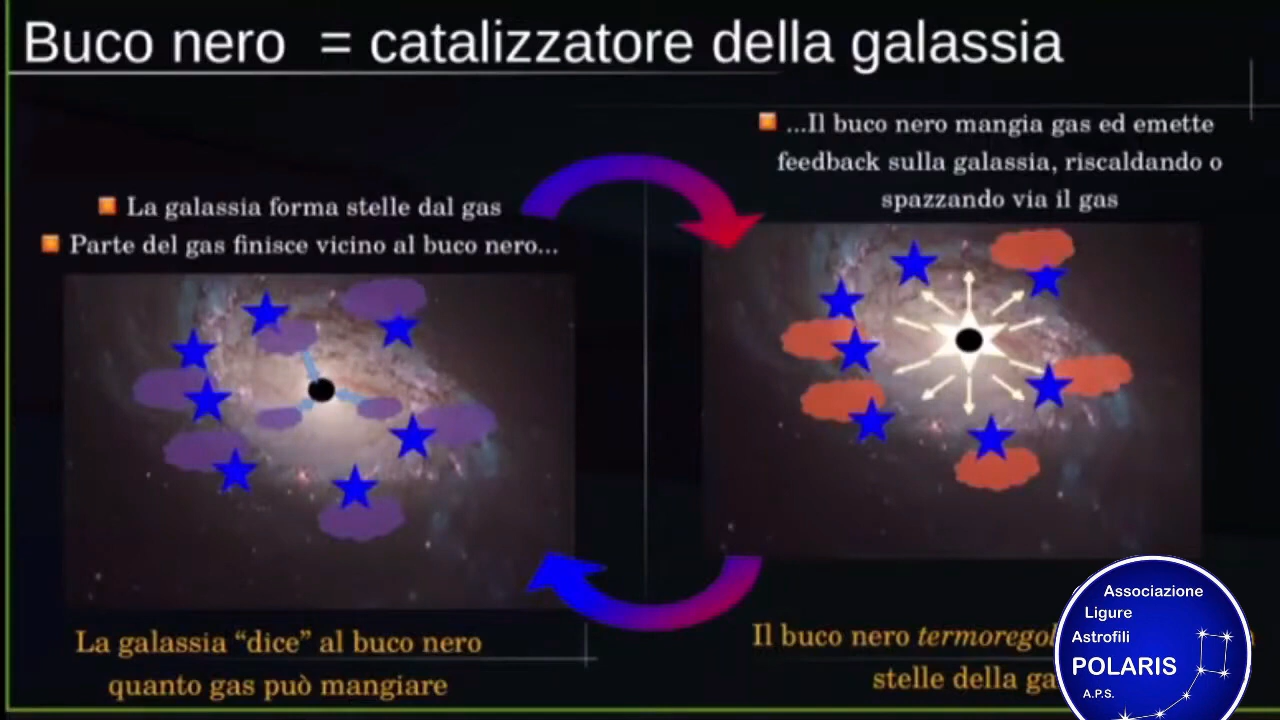 Buco nero = catalizzatore della galassia
La galassia forma stelle dal gas
Parte del gas finisce vicino al buco nero...
...Il buco nero mangia gas ed emette
feedback sulla galassia, riscaldando o
spazzando via il gas
La galassia “dice” al buco nero
quanto gas può mangiare
Il buco nero
stelle della
Associazione
Ligure
Astrofili
POLARIS
A.P.S.